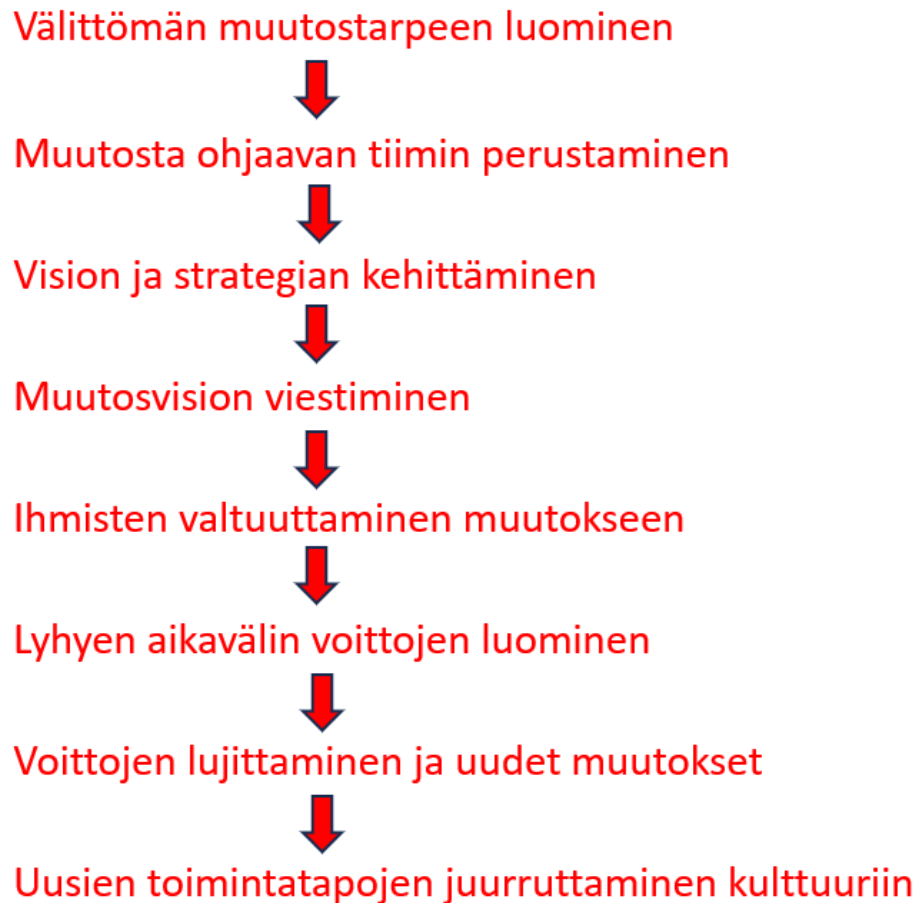 Välittömän muutostarpeen luominen
Muutosta ohjaavan tiimin perustaminen
Vision ja strategian kehittäminen
Muutosvision viestiminen
Ihmisten valtuuttaminen muutokseen
Lyhyen aikavälin voittojen luominen
Voittojen lujittaminen ja uudet muutokset
Uusien toimintatapojen juurruttaminen kulttuuriin